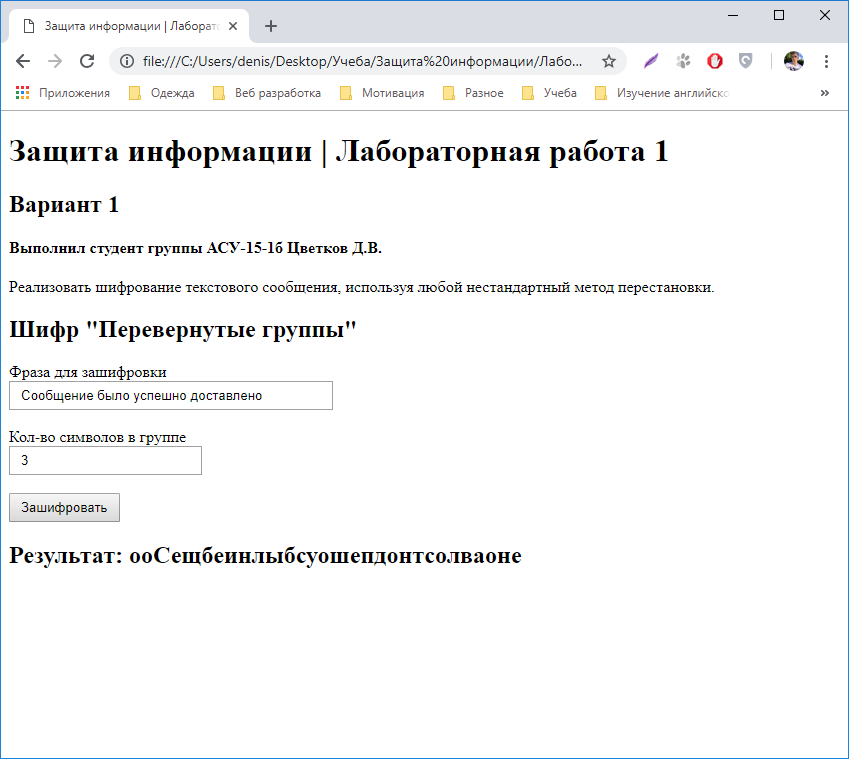 Защита информации | Лаборат
file:///C:/Users/denis/Desktop/Учеба/Защита%20информации/Лабо...
Приложения Одежда Веб разработка Мотивация Разное Учеба Изучение английско »
Защита информации | Лабораторная работа 1
Вариант 1
Выполнил студент группы АСУ-15-1б Цветков Д.В.
Реализовать шифрование текстового сообщения, используя любой нестандартный метод перестановки.
Шифр "Перевернутые группы"
Фраза для зашифровки
Сообщение было успешно доставлено
Кол-во символов в группе
3
Зашифровать
Результат: ооСещбеинлыбсуошепдонтсолваоне